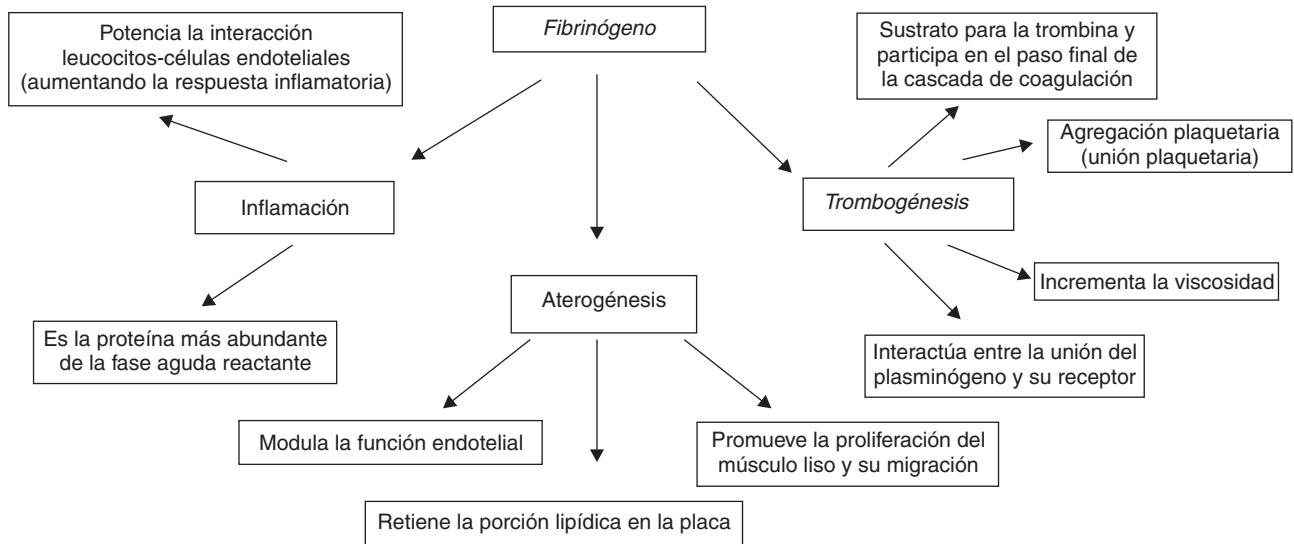 Fibrinógeno
Potencia la interacción
leucocitos-células endoteliales
(aumentando la respuesta inflamatoria)
Sustrato para la trombina y
participa en el paso final de
la cascada de coagulación
Agregación plaquetaria
(unión plaquetaria)
Inflamación
Trombogénesis
Aterogénesis
Incrementa la viscosidad
Es la proteína más abundante
de la fase aguda reactante
Interactúa entre la unión del
plasminógeno y su receptor
Modula la función endotelial
Promueve la proliferación del
músculo liso y su migración
Retiene la porción lipídica en la placa